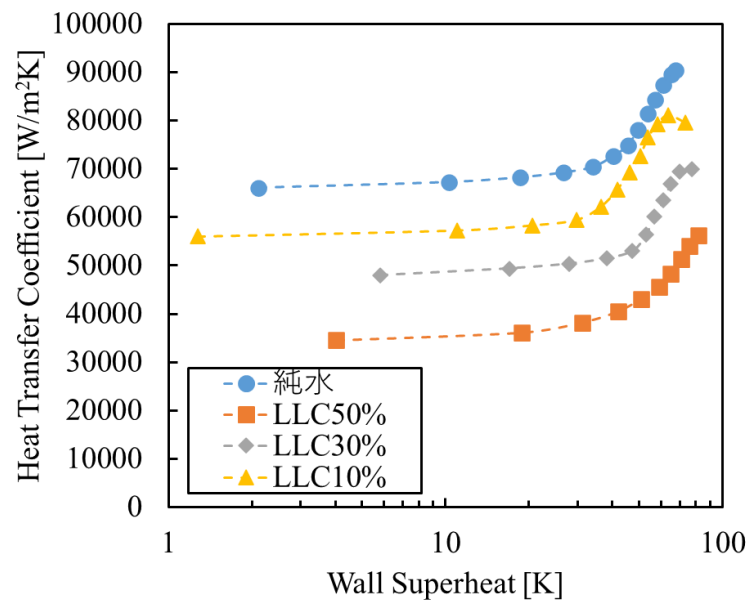 Heat Transfer Coefficient [W/m²K]
100000
90000
80000
70000
60000
50000
40000
30000
20000
10000
0
純水
LLC50%
LLC30%
LLC10%
1 10 100
Wall Superheat [K]